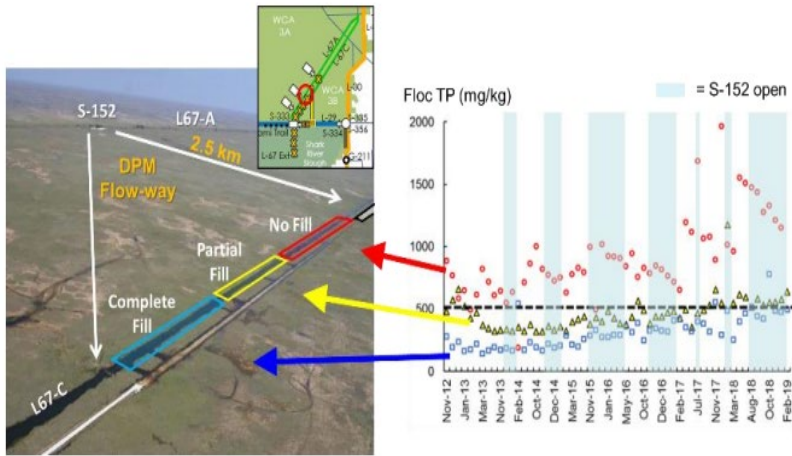 WCA
3A
L-67A
L-67C
L-30
WCA
3B
S-333
L-29
S-334
S-356
L-67 Ext
Shark
River
Slough
S-152
L67-A
2.5 km
DPM
Flow-way
No Fill
Partial
Fill
Complete
Fill
L67-C
Floc TP (mg/kg)
= S-152 open
2000
1500
1000
500
0
Nov-12
Jan-13
Mar-13
Nov-13
Feb-14
Oct-14
Dec-14
Mar-15
Nov-15
Jan-16
May-16
Oct-16
Dec-16
Feb-17
Jul-17
Nov-17
Mar-18
Aug-18
Oct-18
Feb-19